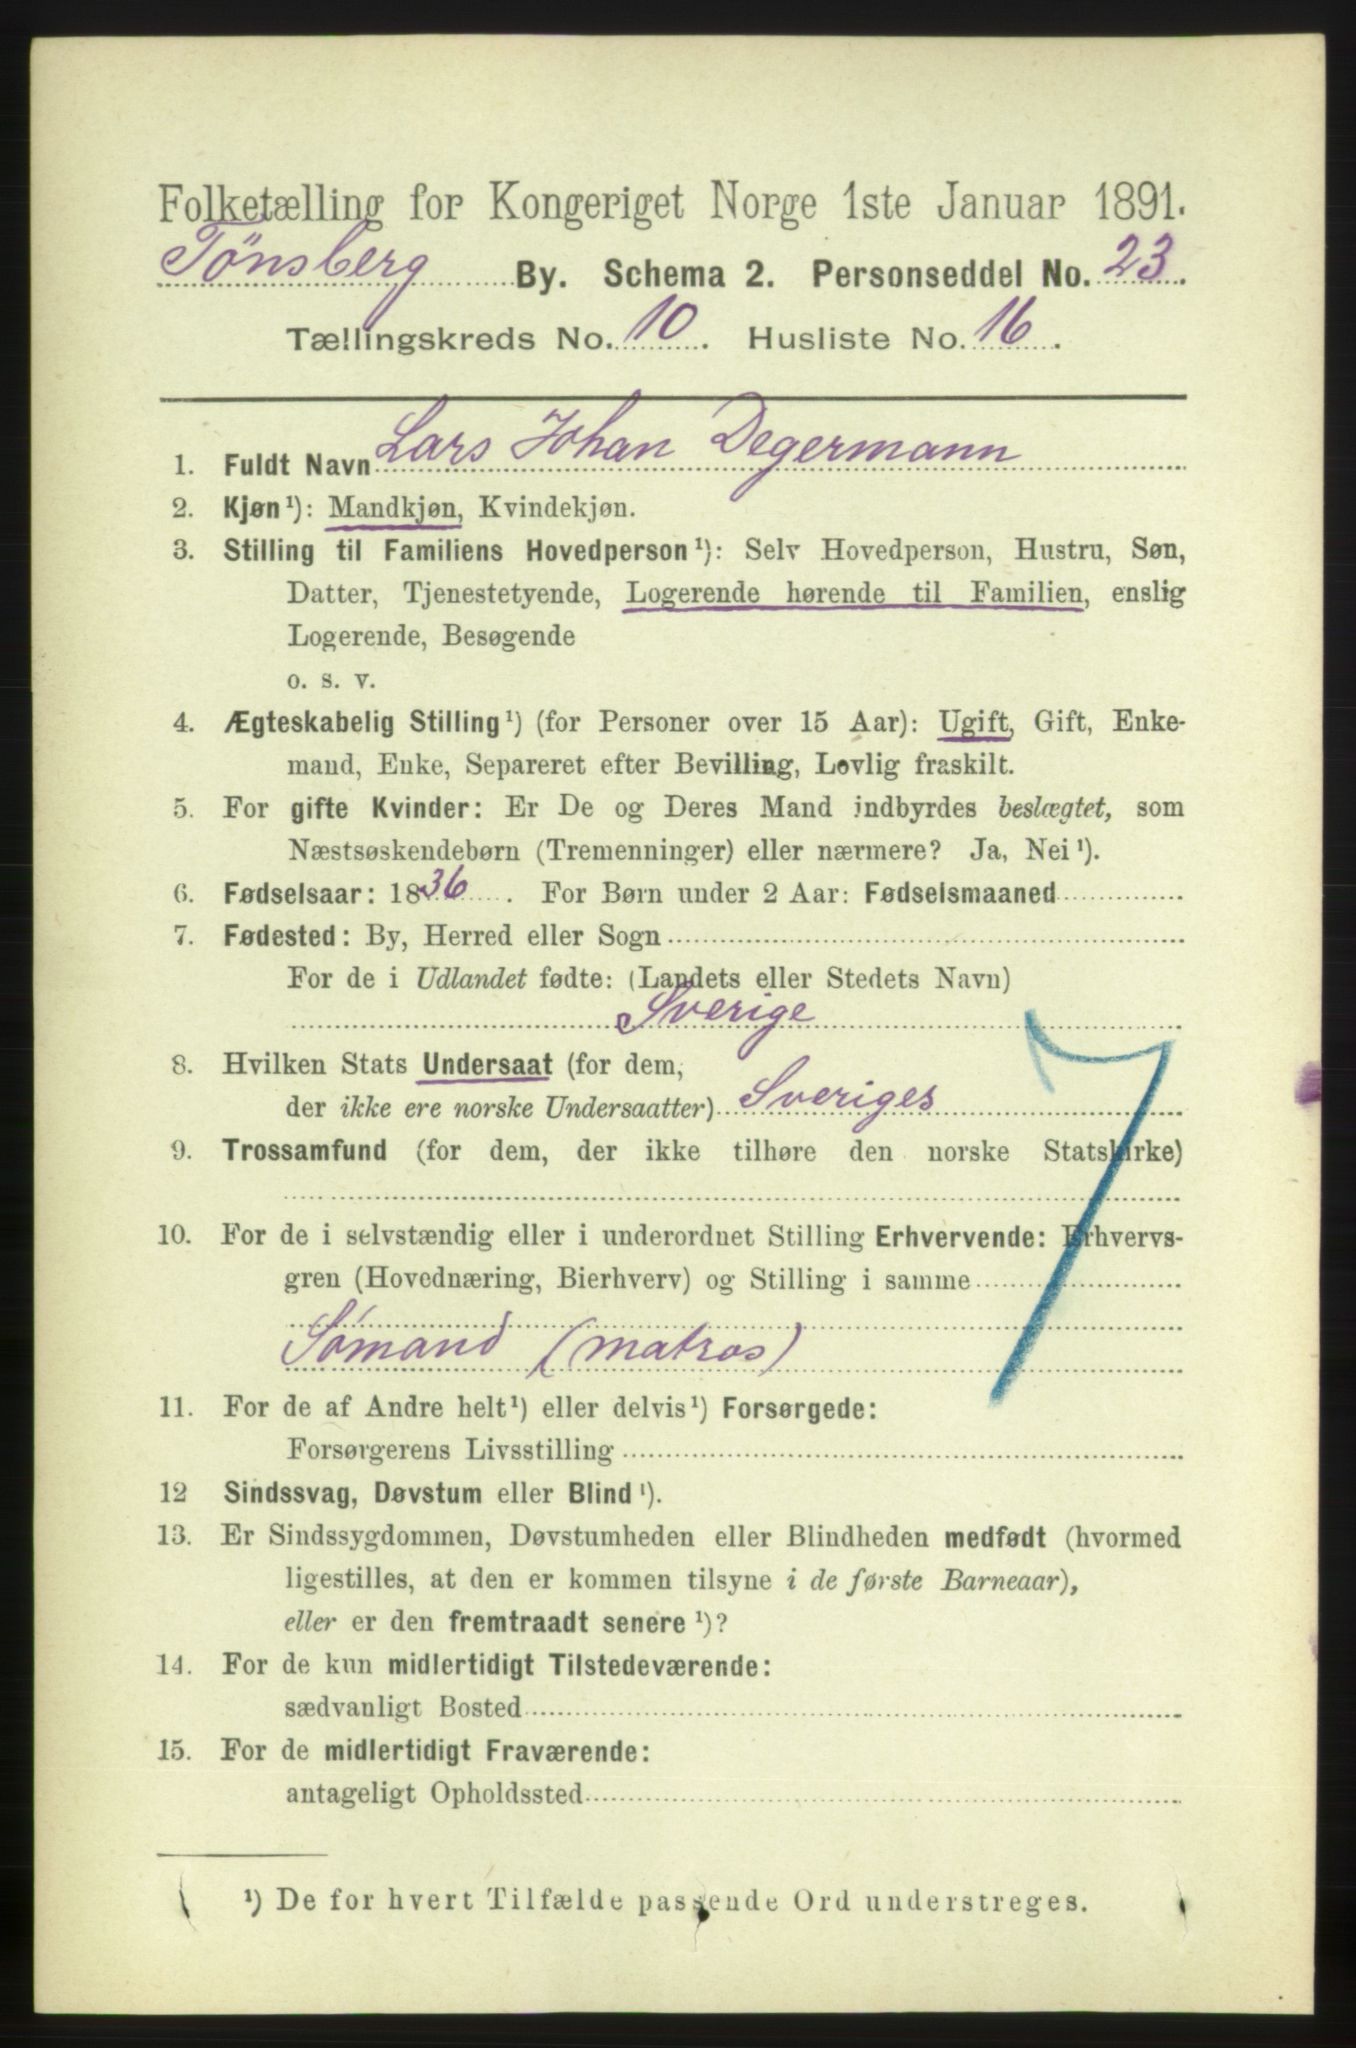 Folketælling for Kongeriget Norge 1ste Januar 1891.
Tønsberg By. Schema 2. Personseddel No. 23.
Tællingskreds No. 10. Husliste No. 16.
1. Fuldt Navn Lars Johan Degermann
2. Kjøn¹): Mandkjøn, Kvindekjøn.
3. Stilling til Familiens Hovedperson¹): Selv Hovedperson, Hustru, Søn,
Datter, Tjenestetyende, Logerende hørende til Familien, enslig
Logerende, Besøgende
o. s. v.
4. Ægteskabelig Stilling¹) (for Personer over 15 Aar): Ugift, Gift, Enke-
mand, Enke, Separeret efter Bevilling, Lovlig fraskilt.
5. For gifte Kvinder: Er De og Deres Mand indbyrdes beslægtet, som
Næstsøskendebørn (Tremenninger) eller nærmere? Ja, Nei¹).
6. Fødselsaar: 1836. For Børn under 2 Aar: Fødselsmaaned
7. Fødested: By, Herred eller Sogn
For de i Udlandet fødte: (Landets eller Stedets Navn)
Sverige
8. Hvilken Stats Undersaat (for dem,
der ikke ere norske Undersaatter) Sveriges
9. Trossamfund (for dem, der ikke tilhøre den norske Statskirke)
10. For de i selvstændig eller i underordnet Stilling Erhvervende: Erhvervs-
gren (Hovednæring, Bierhverv) og Stilling i samme
Sømand (matros)
7
11. For de af Andre helt¹) eller delvis¹) Forsørgede:
Forsørgerens Livsstilling
12 Sindssvag, Døvstum eller Blind¹).
13. Er Sindssygdommen, Døvstumheden eller Blindheden medfødt (hvormed
ligestilles, at den er kommen tilsyne i de første Barneaar),
eller er den fremtraadt senere¹)?
14. For de kun midlertidigt Tilstedeværende:
sædvanligt Bosted
15. For de midlertidigt Fraværende:
antageligt Opholdssted
¹) De for hvert Tilfælde passende Ord understreges.